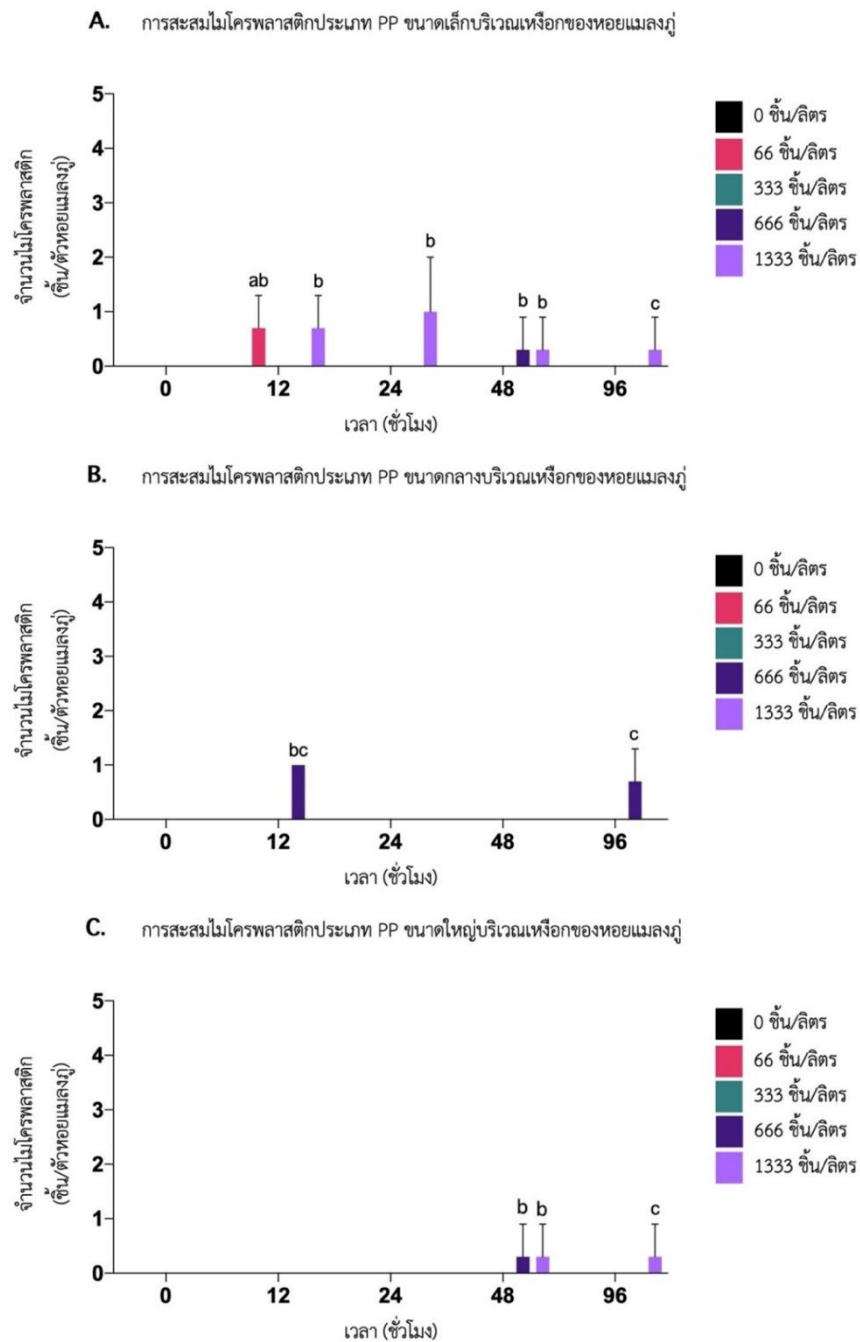 A. การสะสมไมโครพลาสติกประเภท PP ขนาดเล็กบริเวณเหงือกของหอยแมลงภู่
จำนวนไมโครพลาสติก
(ชิ้น/ตัวหอยแมลงภู่)
5
4
3
2
1
0
ab
b
b
b
b
c
0
12
24
48
96
เวลา (ชั่วโมง)
0 ชิ้น/ลิตร
66 ชิ้น/ลิตร
333 ชิ้น/ลิตร
666 ชิ้น/ลิตร
1333 ชิ้น/ลิตร
B. การสะสมไมโครพลาสติกประเภท PP ขนาดกลางบริเวณเหงือกของหอยแมลงภู่
จำนวนไมโครพลาสติก
(ชิ้น/ตัวหอยแมลงภู่)
5
4
3
2
1
0
bc
c
0
12
24
48
96
เวลา (ชั่วโมง)
0 ชิ้น/ลิตร
66 ชิ้น/ลิตร
333 ชิ้น/ลิตร
666 ชิ้น/ลิตร
1333 ชิ้น/ลิตร
C. การสะสมไมโครพลาสติกประเภท PP ขนาดใหญ่บริเวณเหงือกของหอยแมลงภู่
จำนวนไมโครพลาสติก
(ชิ้น/ตัวหอยแมลงภู่)
5
4
3
2
1
0
b
b
c
0
12
24
48
96
เวลา (ชั่วโมง)
0 ชิ้น/ลิตร
66 ชิ้น/ลิตร
333 ชิ้น/ลิตร
666 ชิ้น/ลิตร
1333 ชิ้น/ลิตร